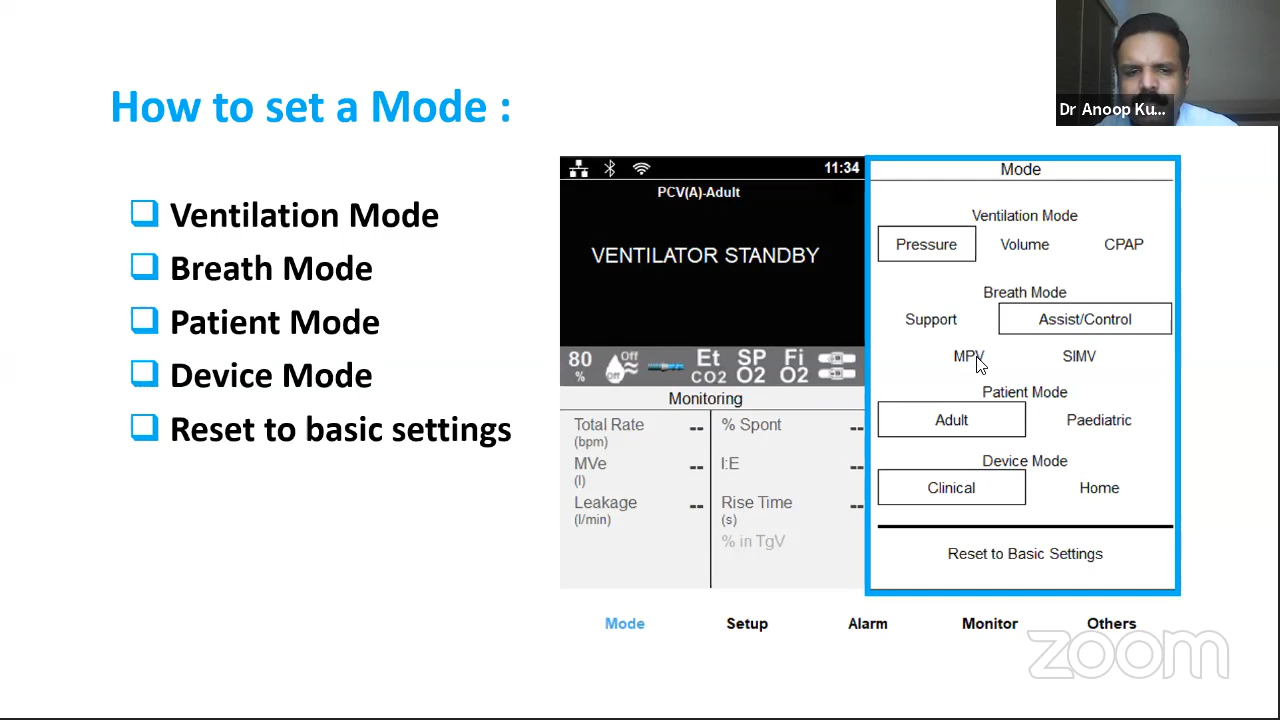 Dr Anoop Ku...
How to set a Mode :
Ventilation Mode
Breath Mode
Patient Mode
Device Mode
Reset to basic settings
11:34
PCV(A)-Adult
VENTILATOR STANDBY
80
%
Off
Off
Et
CO2
SP
O2
Fi
O2
Monitoring
Total Rate -- % Spont --
(bpm)
MVe -- I:E --
(l)
Leakage -- Rise Time --
(l/min) (s)
% in TgV
Mode
Ventilation Mode
Pressure Volume CPAP
Breath Mode
Support Assist/Control
MPV SIMV
Patient Mode
Adult Paediatric
Device Mode
Clinical Home
Reset to Basic Settings
Mode Setup Alarm Monitor Others
zoom